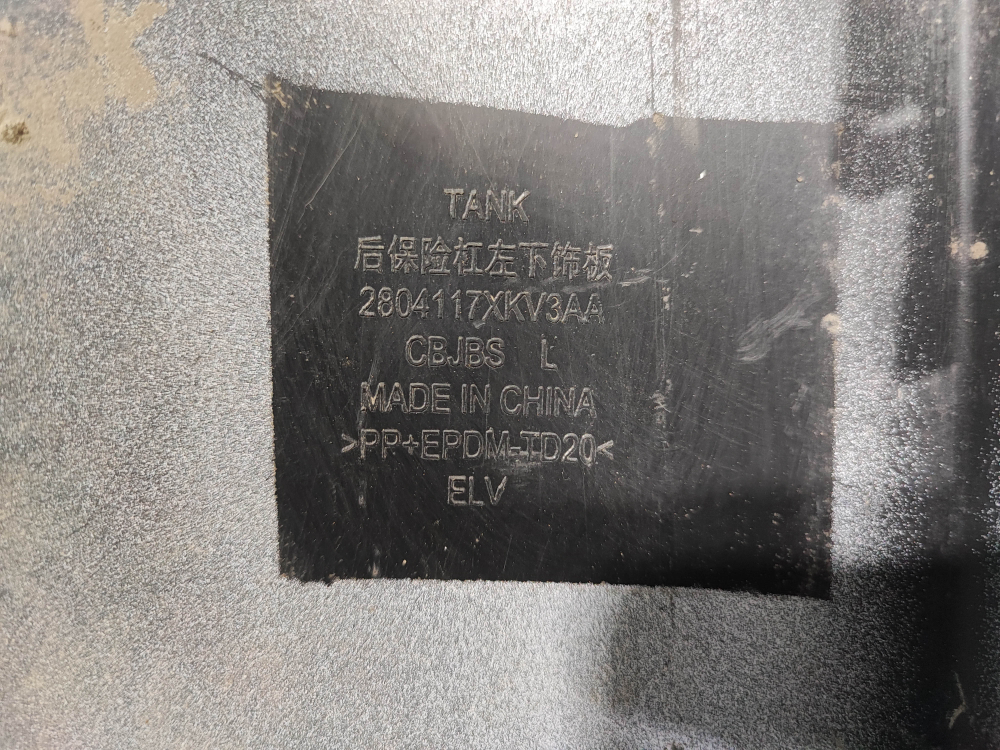 TANK
后保险杠左下饰板
2804117XKV3AA
CBJBS L
MADE IN CHINA
>PP+EPDM-TD20<
ELV